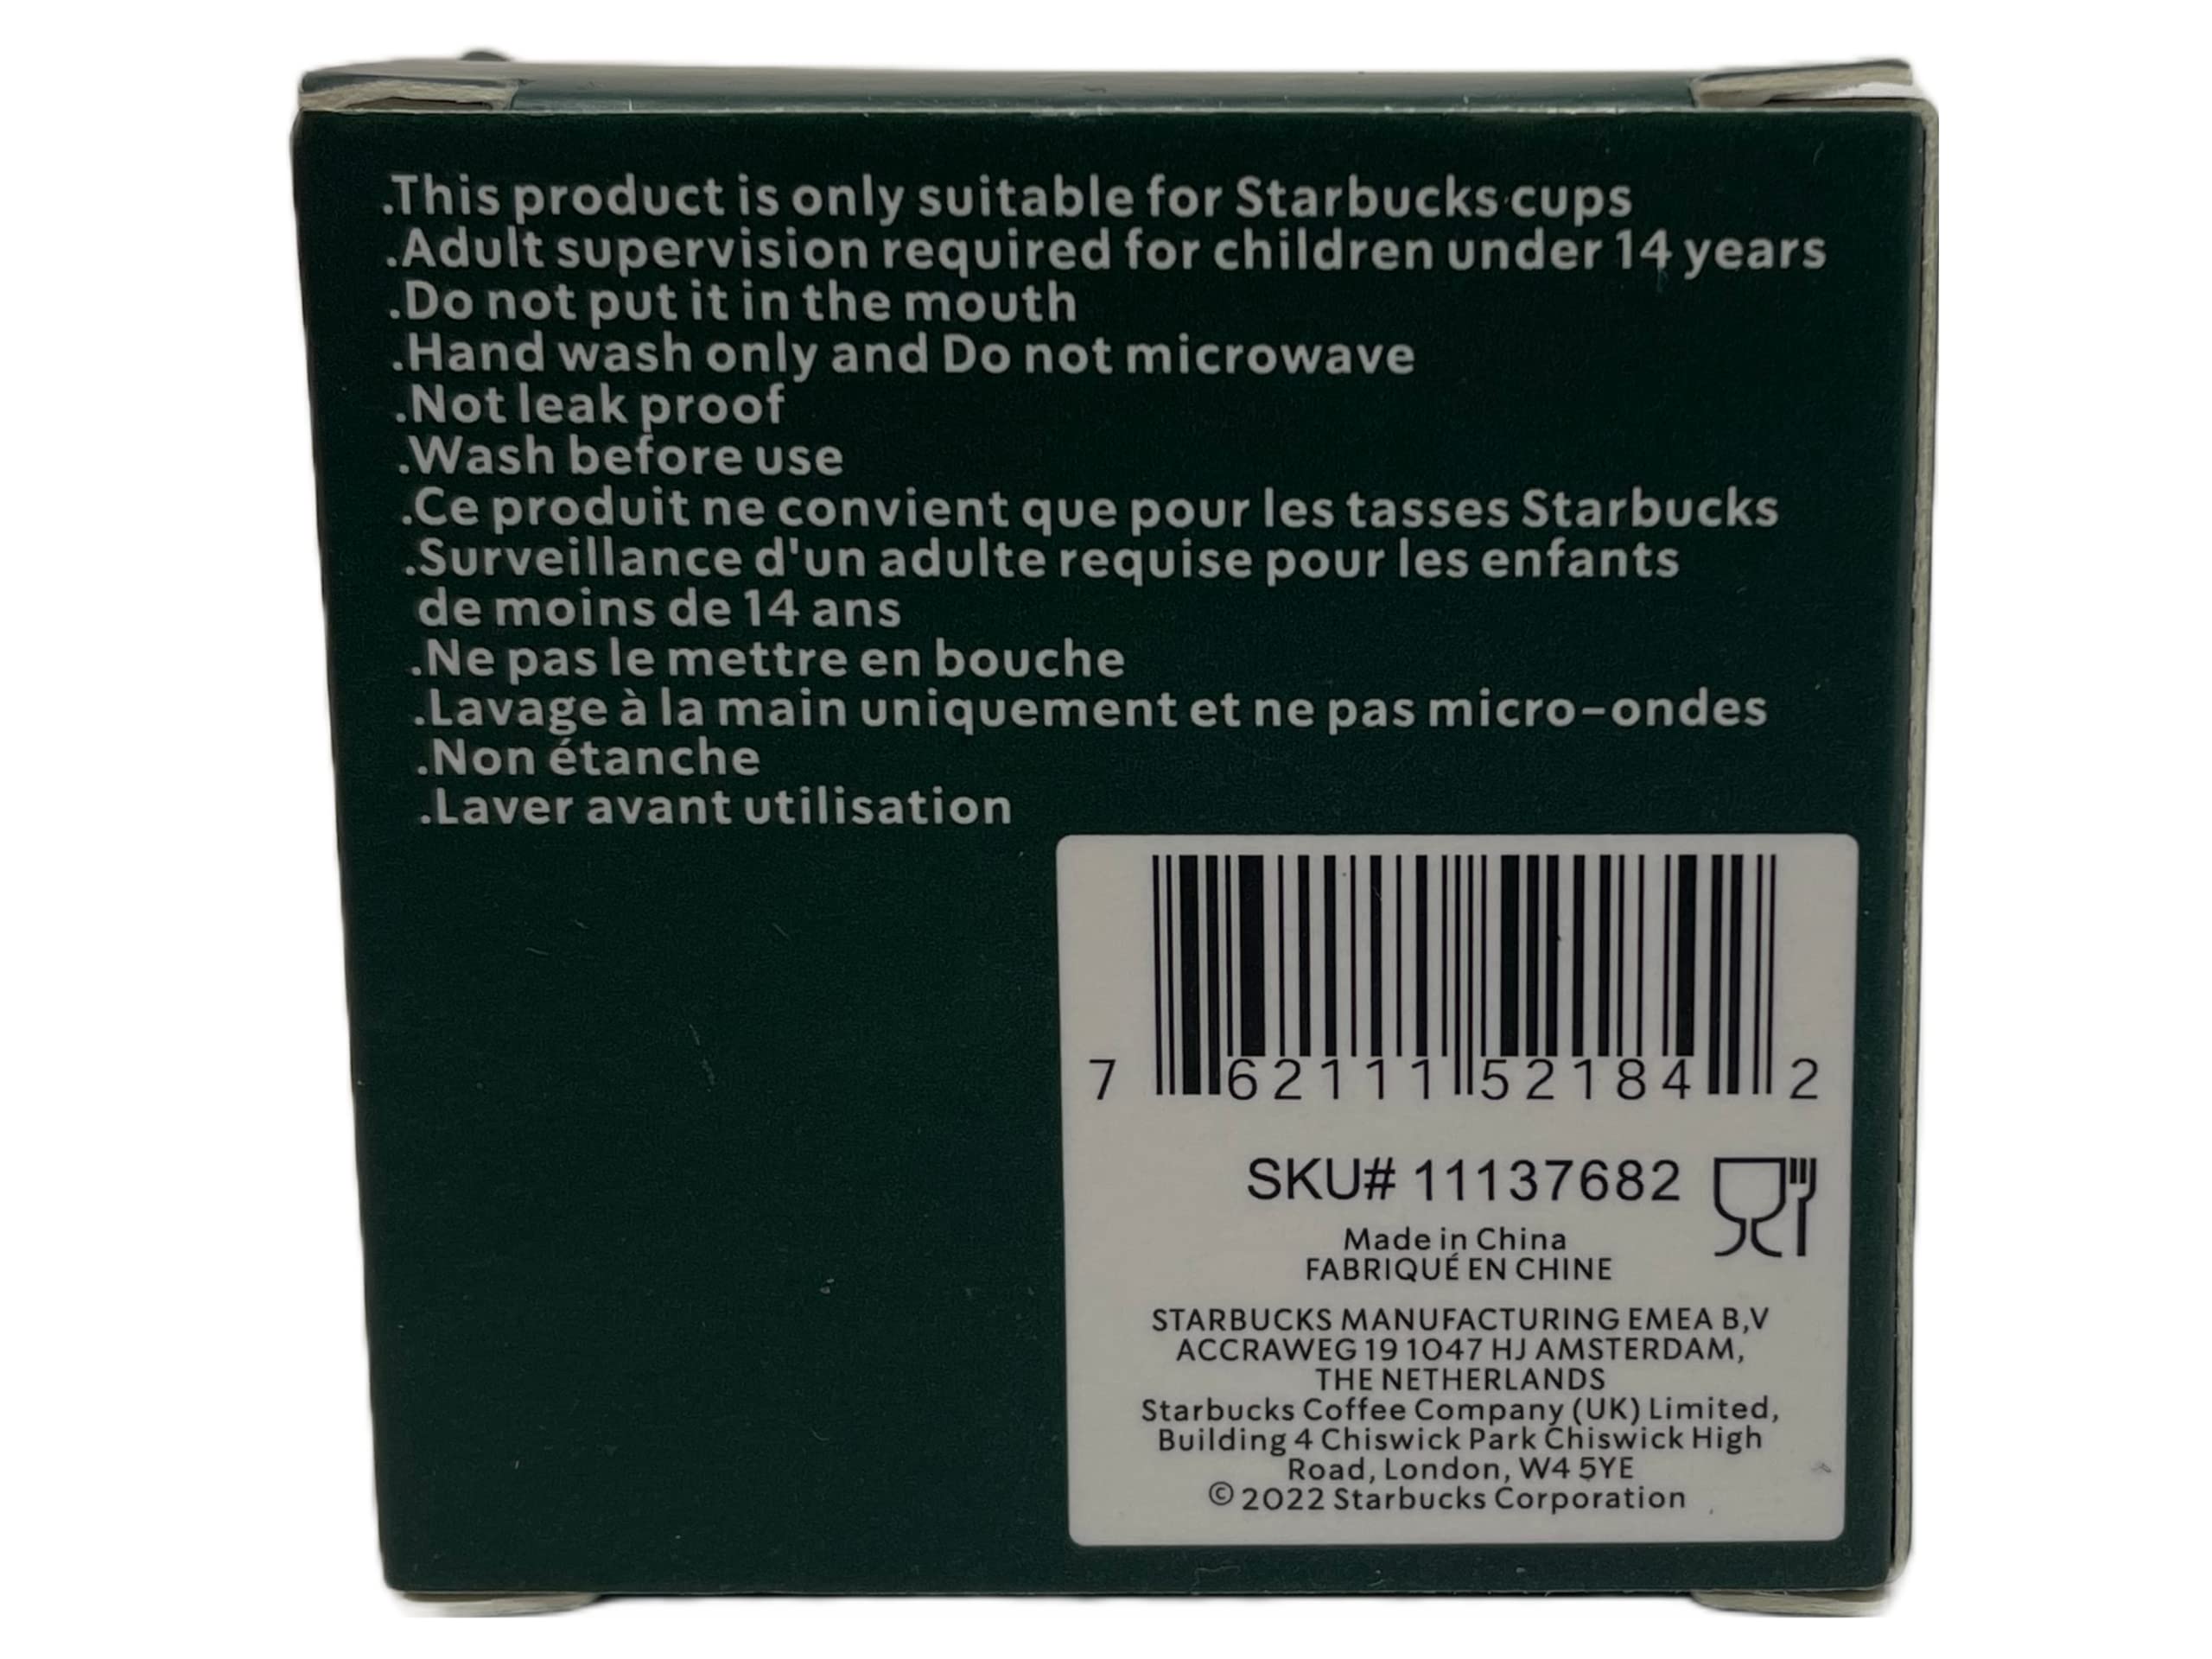 .This product is only suitable for Starbucks cups
.Adult supervision required for children under 14 years
.Do not put it in the mouth
.Hand wash only and Do not microwave
.Not leak proof
.Wash before use
.Ce produit ne convient que pour les tasses Starbucks
.Surveillance d'un adulte requise pour les enfants
de moins de 14 ans
.Ne pas le mettre en bouche
.Lavage à la main uniquement et ne pas micro-ondes
.Non étanche
.Laver avant utilisation
7 62111 52184 2
SKU# 11137682
Made in China
FABRIQUÉ EN CHINE
STARBUCKS MANUFACTURING EMEA B,V
ACCRAWEG 19 1047 HJ AMSTERDAM,
THE NETHERLANDS
Starbucks Coffee Company (UK) Limited,
Building 4 Chiswick Park Chiswick High
Road, London, W4 5YE
© 2022 Starbucks Corporation